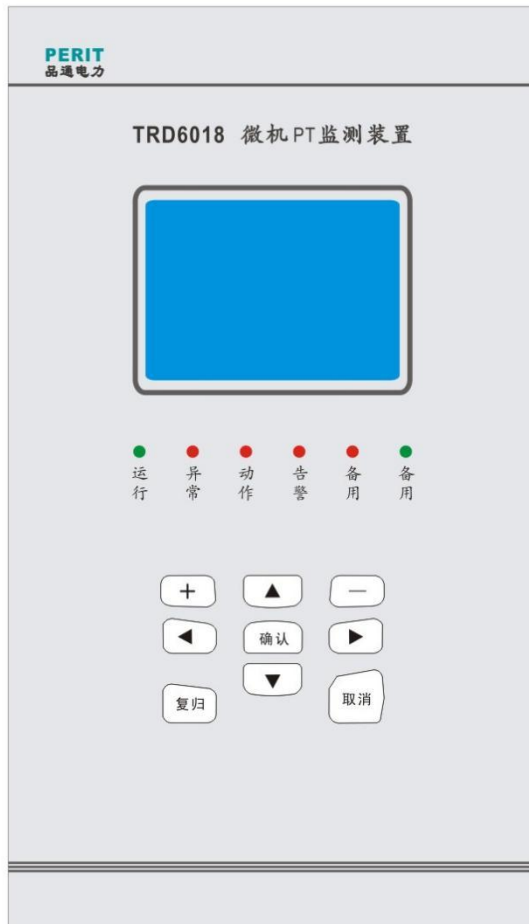 PERIT
品通电力
TRD6018 微机PT监测装置
运行 异常 动作 告警 备用 备用
+ ▲ −
◀ 确认 ▶
▼
复归 取消